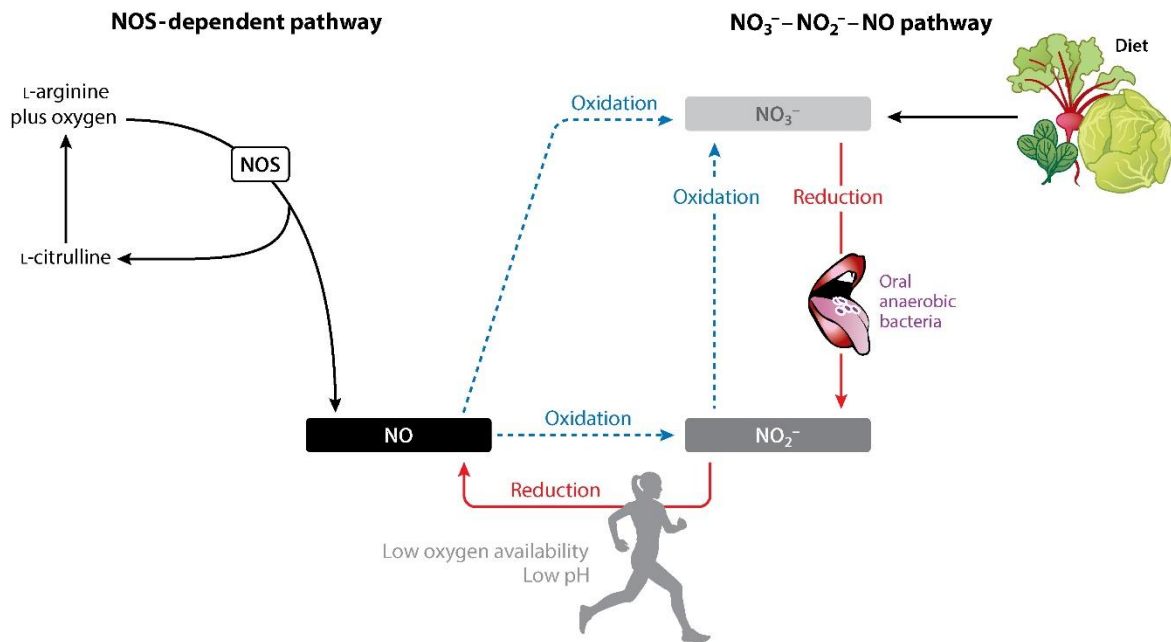 NOS-dependent pathway
NO₃⁻–NO₂⁻–NO pathway
Diet
L-arginine
plus oxygen
NOS
L-citrulline
Oxidation
NO₃⁻
Oxidation
Reduction
Oral
anaerobic
bacteria
NO
Oxidation
NO₂⁻
Reduction
Low oxygen availability
Low pH